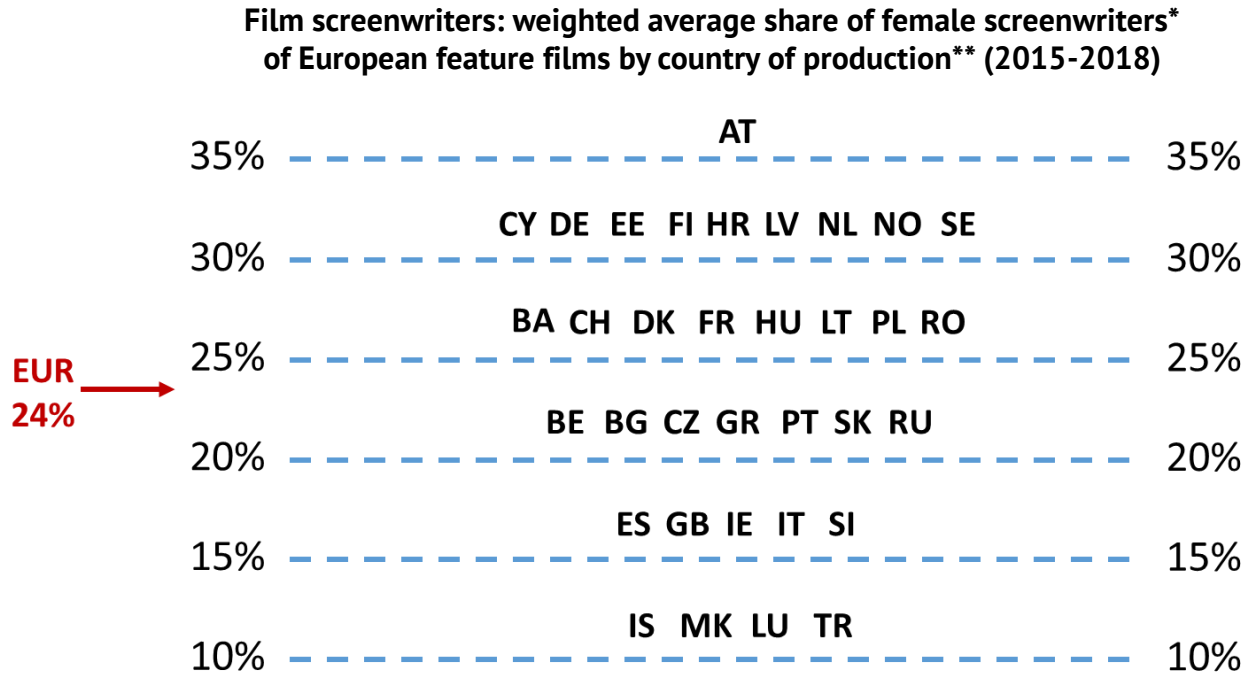 Film screenwriters: weighted average share of female screenwriters*
of European feature films by country of production** (2015-2018)
AT
35% 35%
CY DE EE FI HR LV NL NO SE
30% 30%
BA CH DK FR HU LT PL RO
25% 25%
EUR
24%
BE BG CZ GR PT SK RU
20% 20%
ES GB IE IT SI
15% 15%
IS MK LU TR
10% 10%